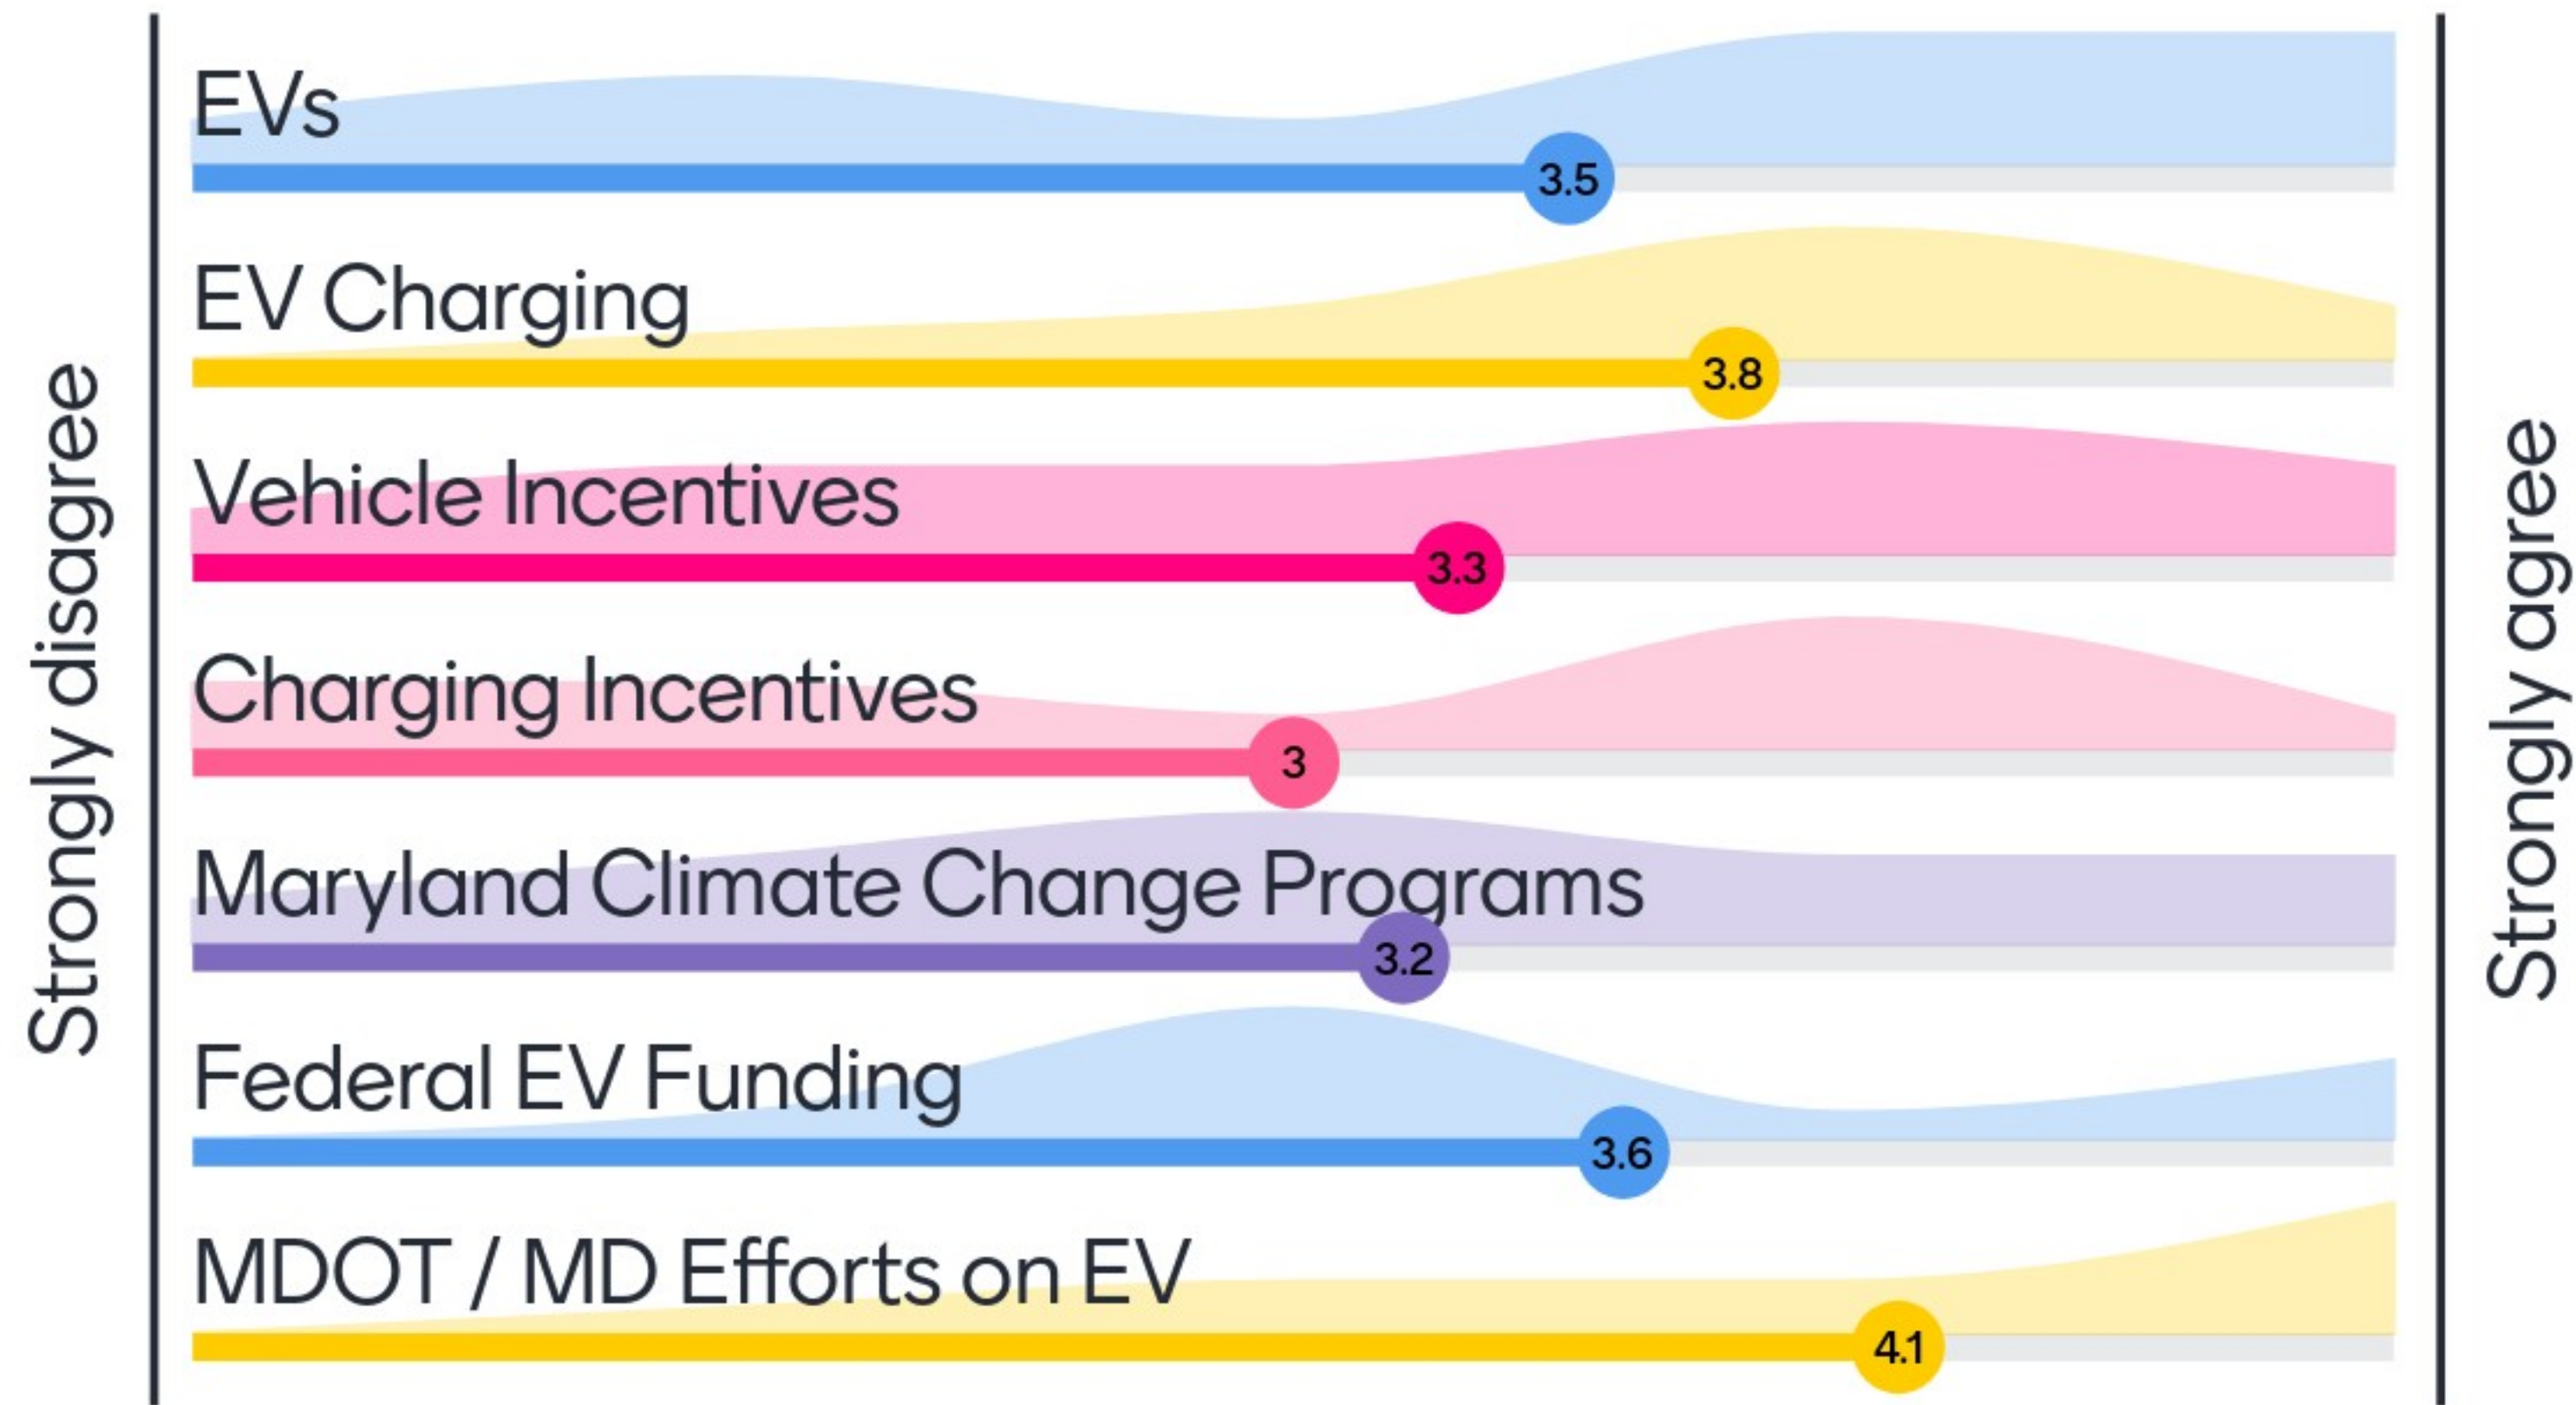 Strongly disagree
EVs
3.5
EV Charging
3.8
Vehicle Incentives
3.3
Charging Incentives
3
Maryland Climate Change Programs
3.2
Federal EV Funding
3.6
MDOT / MD Efforts on EV
4.1
Strongly agree